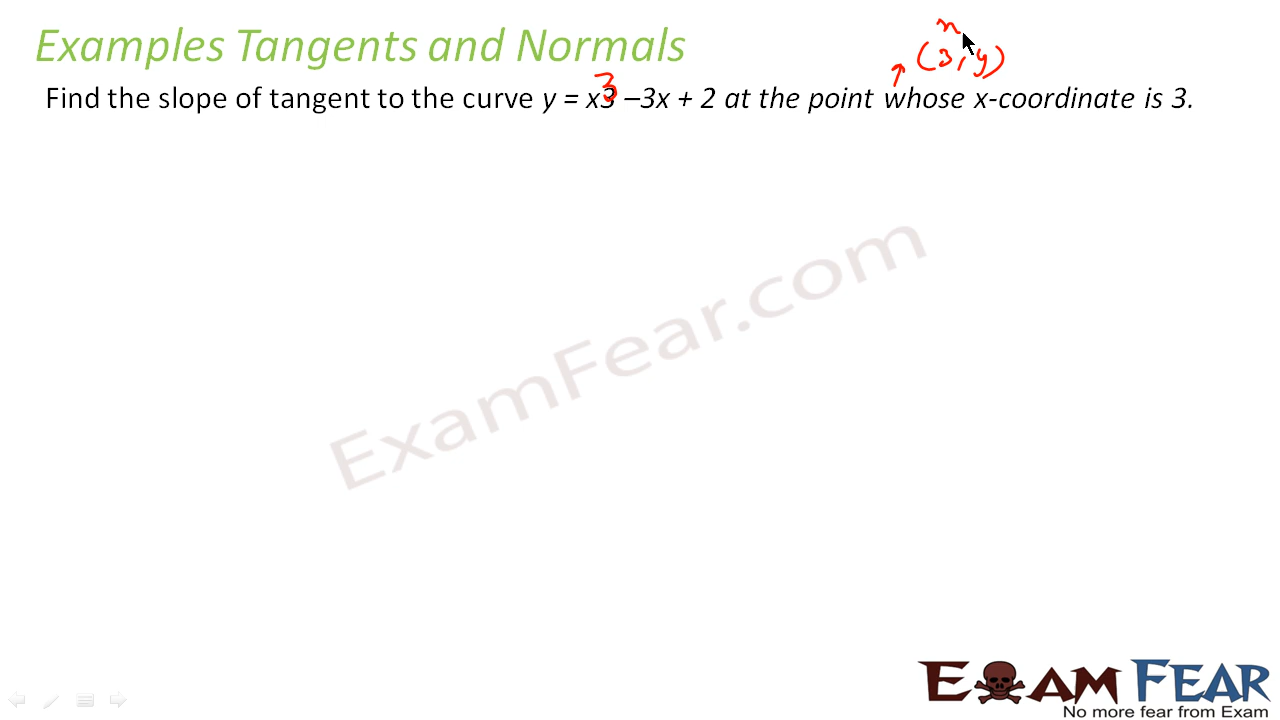 Examples Tangents and Normals
x
(3, y)
3
Find the slope of tangent to the curve y = x3 –3x + 2 at the point whose x-coordinate is 3.
ExamFear.com
EXAM FEAR
No more fear from Exam